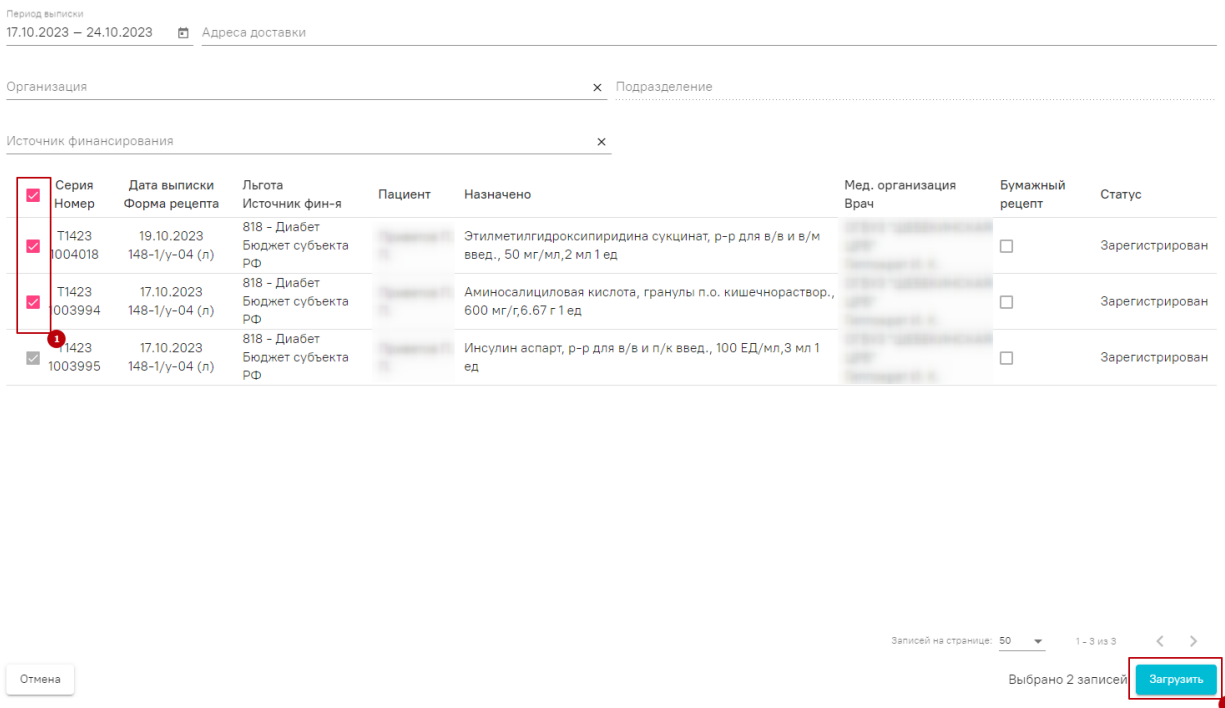 Период выписки
17.10.2023 – 24.10.2023 Адреса доставки
Организация Подразделение
Источник финансирования
Серия Номер Дата выписки Форма рецепта Льгота Источник фин-я Пациент Назначено Мед. организация Врач Бумажный рецепт Статус
T1423 19.10.2023 818 - Диабет Этилметилгидроксипиридина сукцинат, р-р для в/в и в/м
1004018 148-1/у-04 (л) Бюджет субъекта введ., 50 мг/мл,2 мл 1 ед Зарегистрирован
РФ
T1423 17.10.2023 818 - Диабет Аминосалициловая кислота, гранулы п.о. кишечнораствор.,
1003994 148-1/у-04 (л) Бюджет субъекта 600 мг/г,6.67 г 1 ед Зарегистрирован
РФ
1
T1423 17.10.2023 818 - Диабет Инсулин аспарт, р-р для в/в и п/к введ., 100 ЕД/мл,3 мл 1
1003995 148-1/у-04 (л) Бюджет субъекта ед Зарегистрирован
РФ
Записей на странице: 50 1 – 3 из 3
Отмена Выбрано 2 записей Загрузить